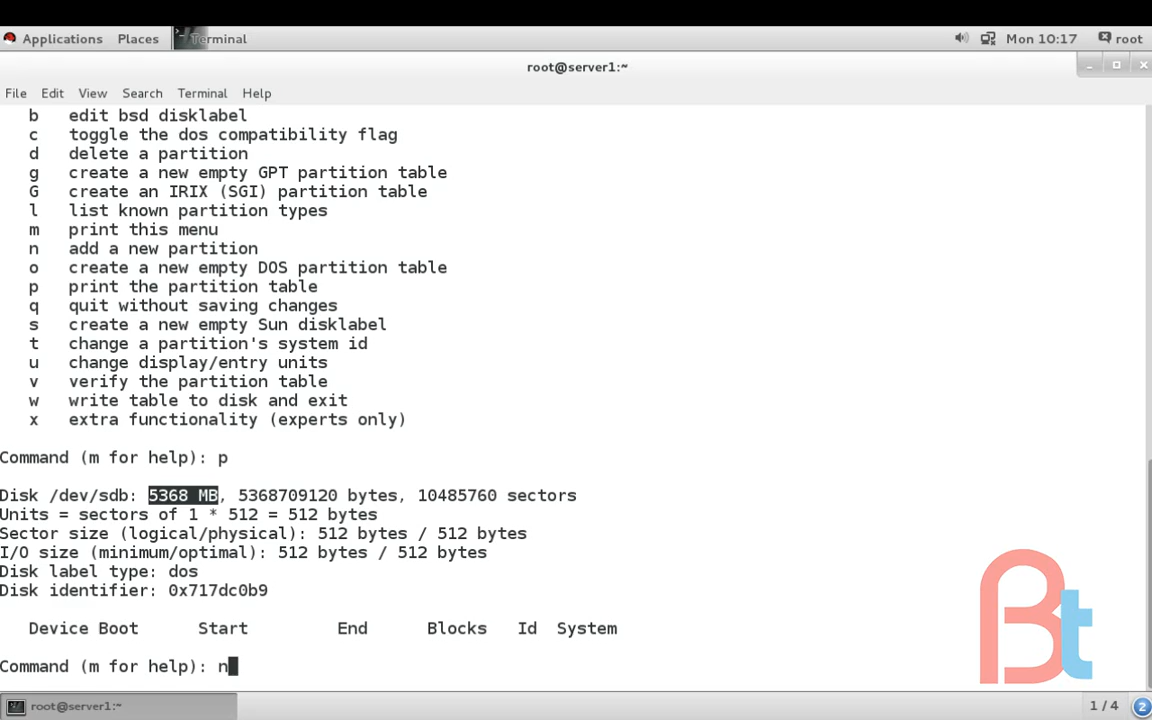 Applications Places Terminal Mon 10:17 root
root@server1:~
File Edit View Search Terminal Help
b edit bsd disklabel
c toggle the dos compatibility flag
d delete a partition
g create a new empty GPT partition table
G create an IRIX (SGI) partition table
l list known partition types
m print this menu
n add a new partition
o create a new empty DOS partition table
p print the partition table
q quit without saving changes
s create a new empty Sun disklabel
t change a partition's system id
u change display/entry units
v verify the partition table
w write table to disk and exit
x extra functionality (experts only)
Command (m for help): p
Disk /dev/sdb: 5368 MB, 5368709120 bytes, 10485760 sectors
Units = sectors of 1 * 512 = 512 bytes
Sector size (logical/physical): 512 bytes / 512 bytes
I/O size (minimum/optimal): 512 bytes / 512 bytes
Disk label type: dos
Disk identifier: 0x717dc0b9
Device Boot Start End Blocks Id System
Command (m for help): n
Bt
root@server1:~ 1 / 4 2